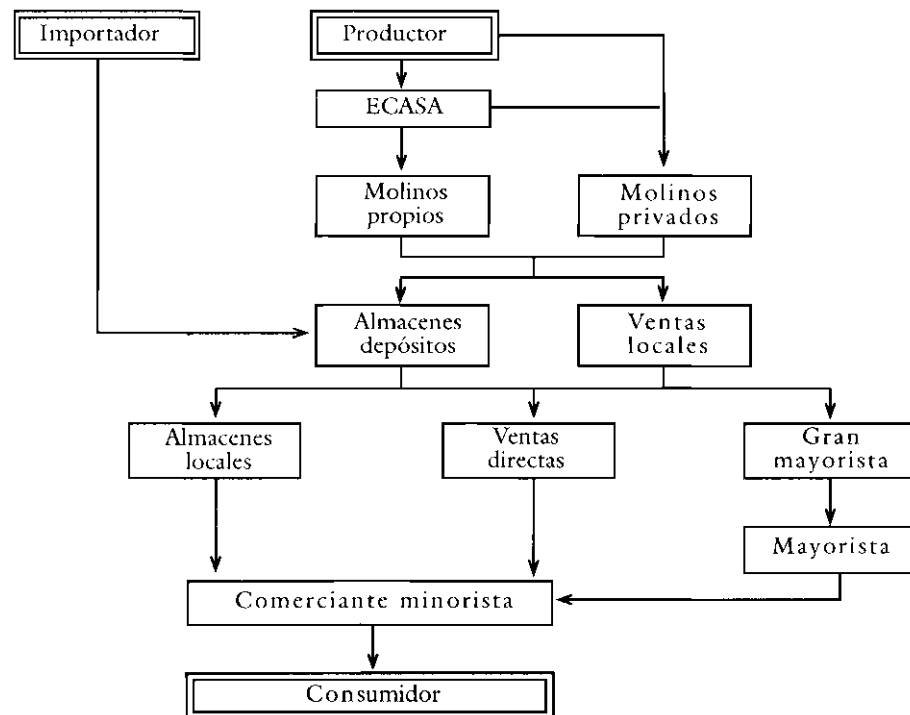 Importador
Productor
ECASA
Molinos
propios
Molinos
privados
Almacenes
depósitos
Ventas
locales
Almacenes
locales
Ventas
directas
Gran
mayorista
Mayorista
Comerciante minorista
Consumidor